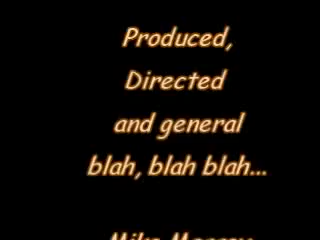 Produced,
Directed
and general
blah, blah blah...